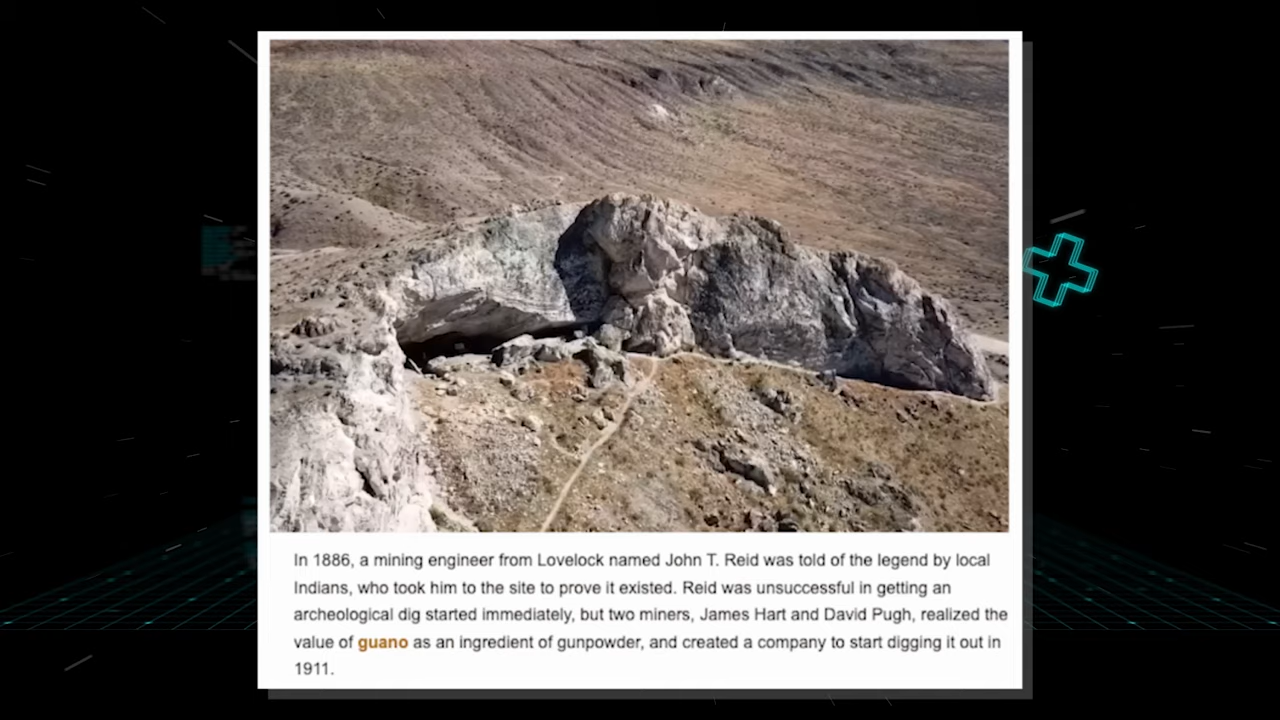 In 1886, a mining engineer from Lovelock named John T. Reid was told of the legend by local
Indians, who took him to the site to prove it existed. Reid was unsuccessful in getting an
archeological dig started immediately, but two miners, James Hart and David Pugh, realized the
value of guano as an ingredient of gunpowder, and created a company to start digging it out in
1911.